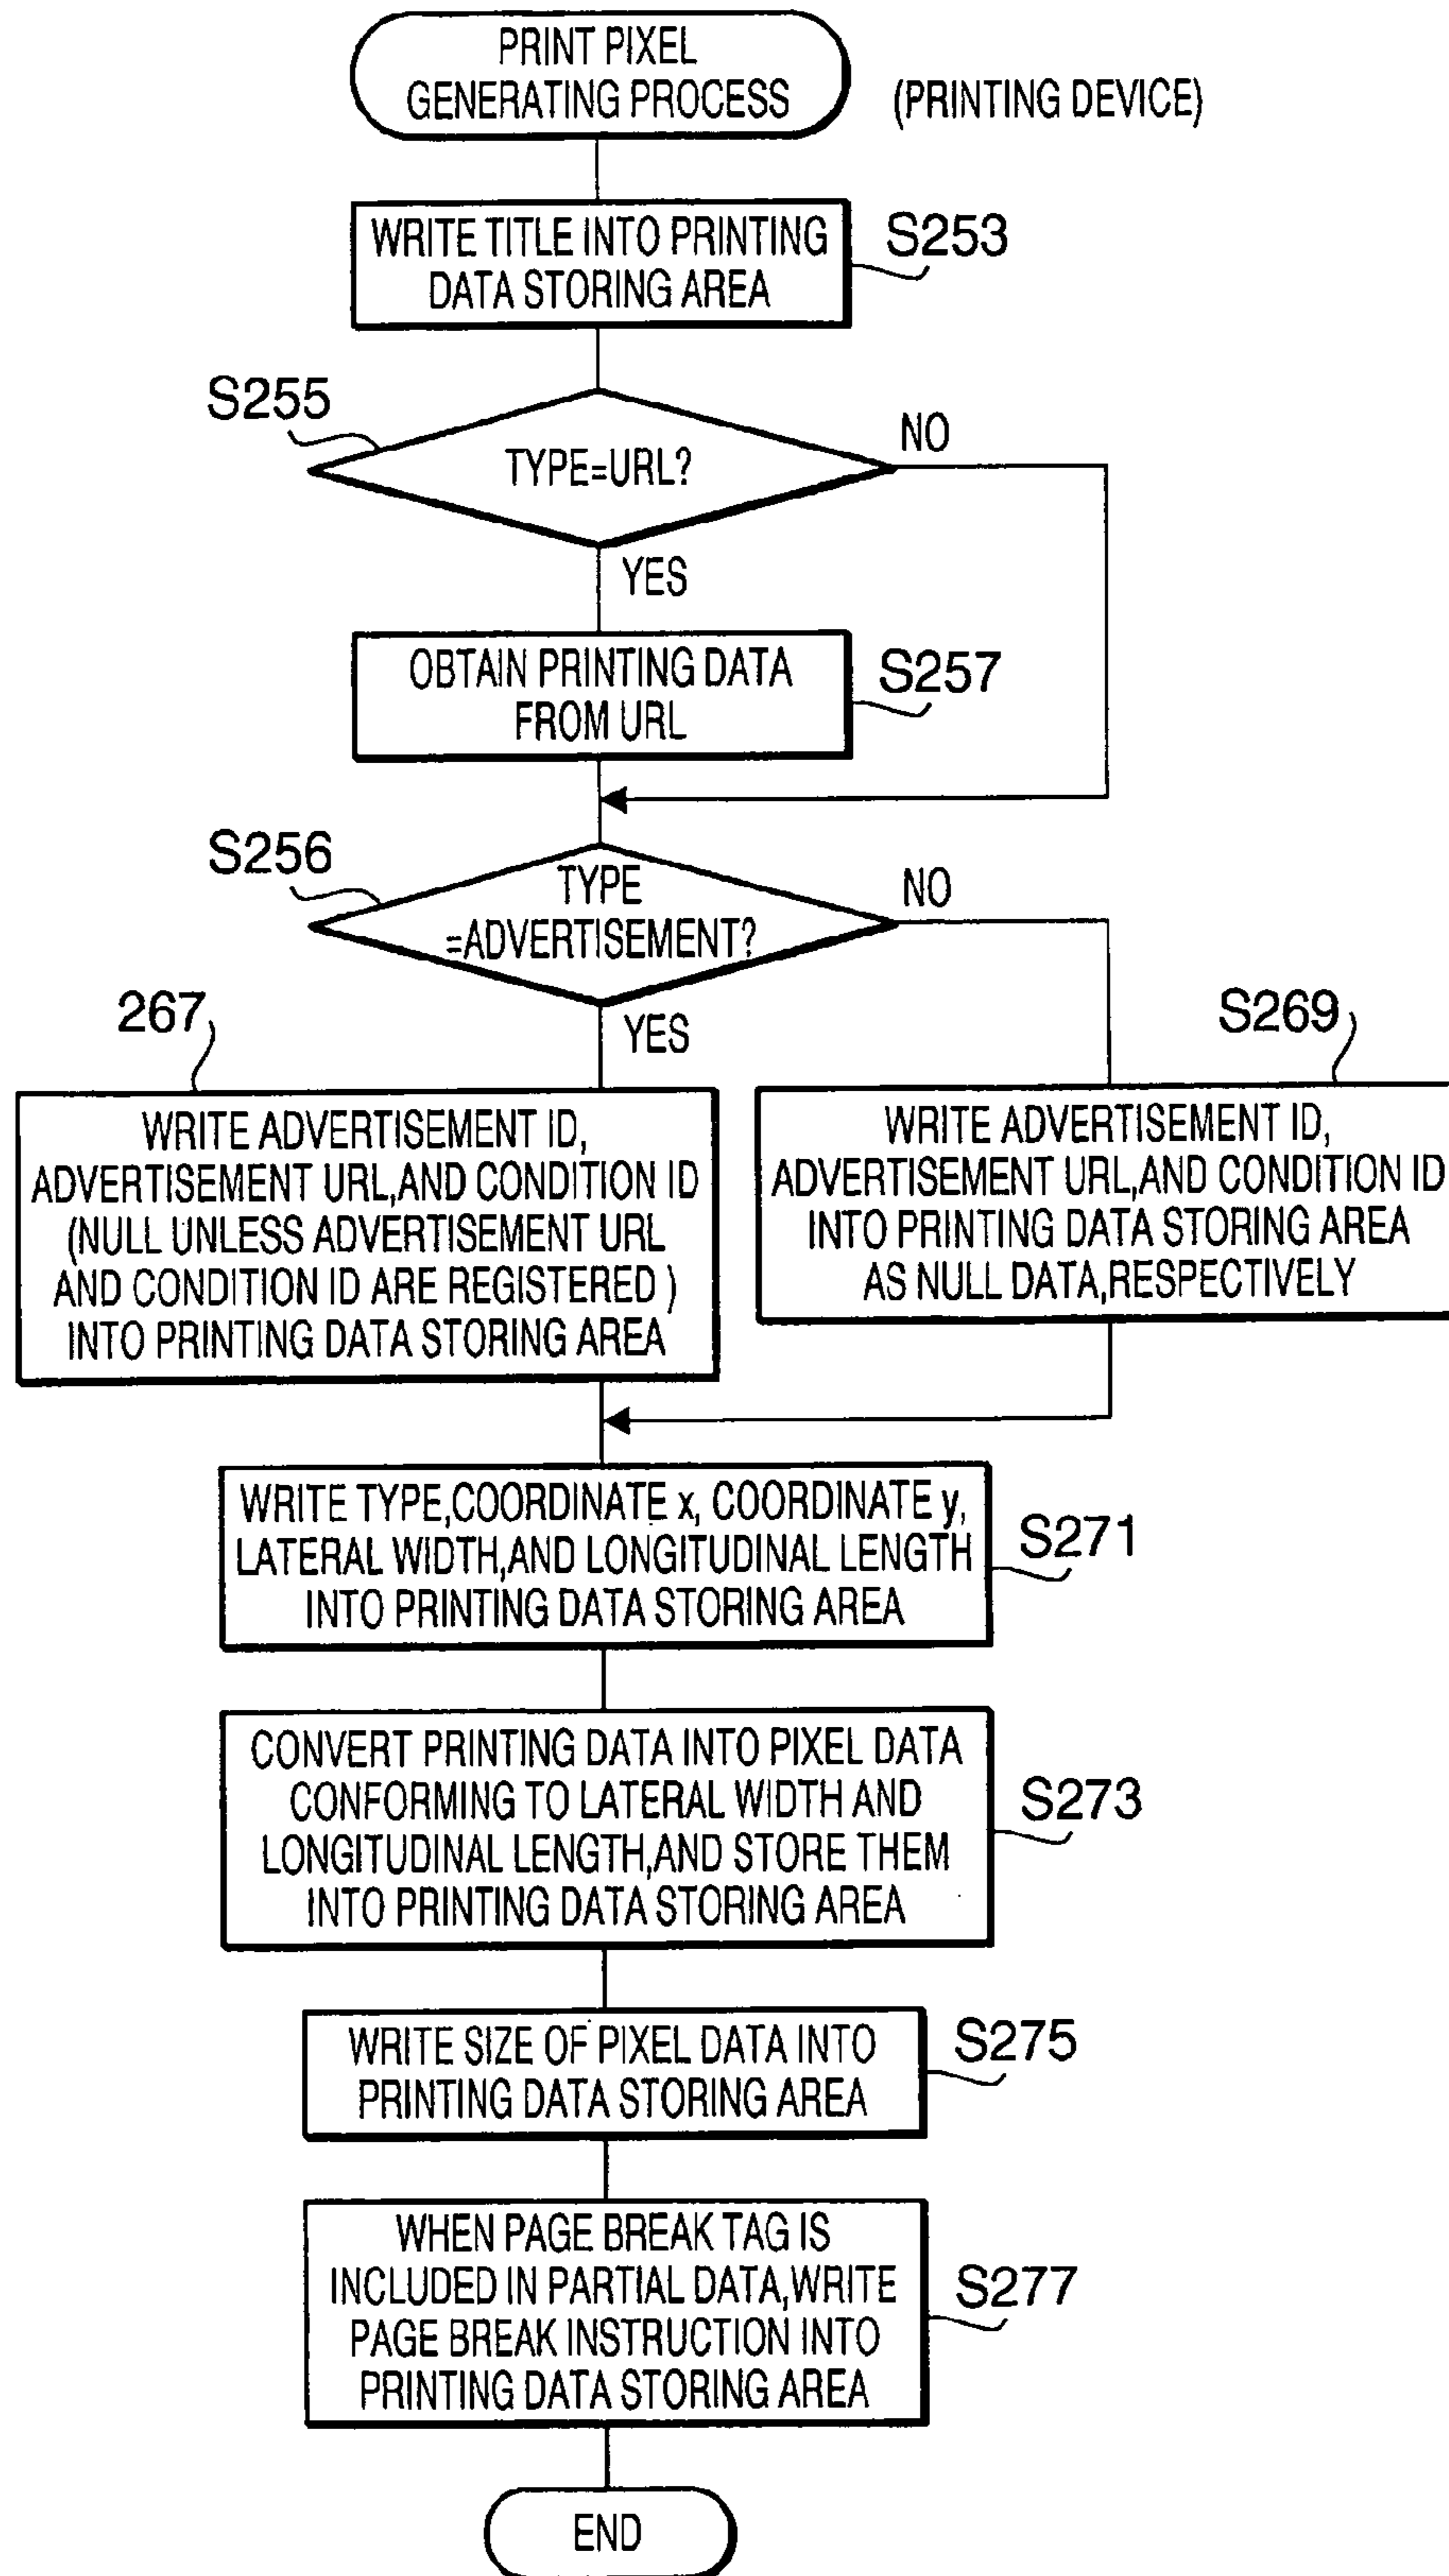 PRINT PIXEL
GENERATING PROCESS
(PRINTING DEVICE)
WRITE TITLE INTO PRINTING
DATA STORING AREA
S253
S255
TYPE=URL?
NO
YES
OBTAIN PRINTING DATA
FROM URL
S257
S256
TYPE
=ADVERTISEMENT?
NO
YES
267
WRITE ADVERTISEMENT ID,
ADVERTISEMENT URL,AND CONDITION ID
(NULL UNLESS ADVERTISEMENT URL
AND CONDITION ID ARE REGISTERED )
INTO PRINTING DATA STORING AREA
S269
WRITE ADVERTISEMENT ID,
ADVERTISEMENT URL,AND CONDITION ID
INTO PRINTING DATA STORING AREA
AS NULL DATA,RESPECTIVELY
WRITE TYPE,COORDINATE x, COORDINATE y,
LATERAL WIDTH,AND LONGITUDINAL LENGTH
INTO PRINTING DATA STORING AREA
S271
CONVERT PRINTING DATA INTO PIXEL DATA
CONFORMING TO LATERAL WIDTH AND
LONGITUDINAL LENGTH,AND STORE THEM
INTO PRINTING DATA STORING AREA
S273
WRITE SIZE OF PIXEL DATA INTO
PRINTING DATA STORING AREA
S275
WHEN PAGE BREAK TAG IS
INCLUDED IN PARTIAL DATA,WRITE
PAGE BREAK INSTRUCTION INTO
PRINTING DATA STORING AREA
S277
END